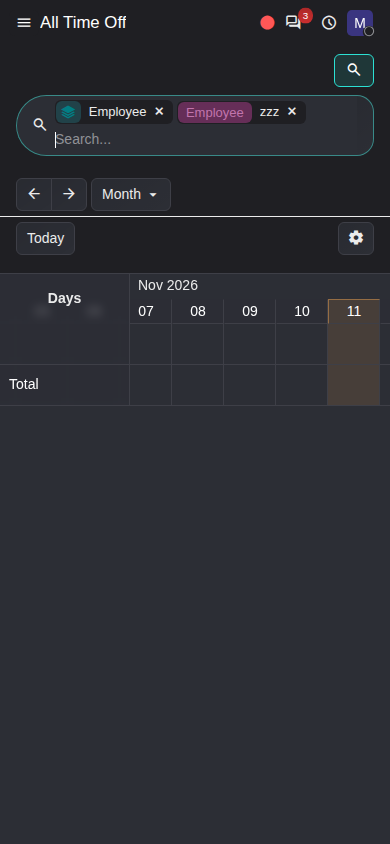 All Time Off
3
M
Employee ×
Employee zzz ×
Search...
Month
Today
Nov 2026
Days
07 08 09 10 11
Total